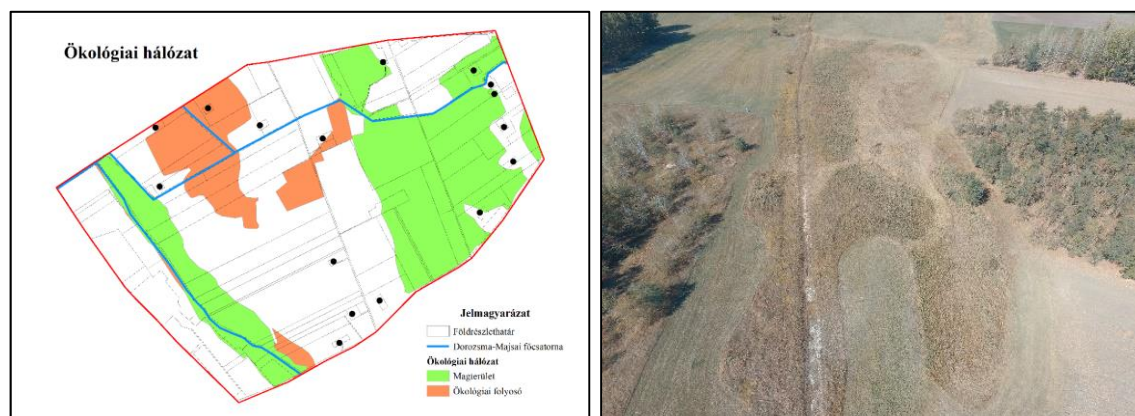 Ökológiai hálózat
Jelmagyarázat
Földrészlethatár
Dorozsma-Majsai főcsatorna
Ökológiai hálózat
Magterület
Ökológiai folyosó